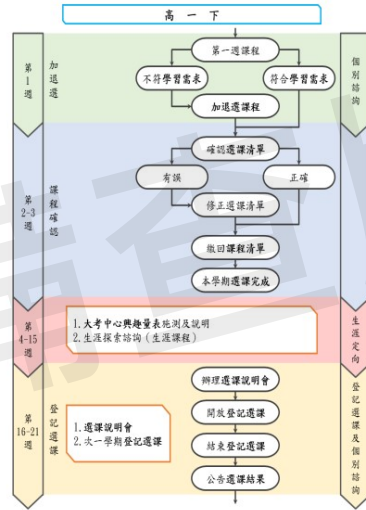 高一下
第1週
加退選
第一週課程
不符學習需求
符合學習需求
加退選課程
個別諮詢
第2-3週
課程確認
確認選課清單
有誤
正確
修正選課清單
繳回課程清單
本學期選課完成
第4-15週
1.大考中心興趣量表施測及說明
2.生涯探索諮詢(生涯課程)
生涯定向
第16-21週
登記選課
1.選課說明會
2.次一學期登記選課
辦理選課說明會
開放登記選課
結束登記選課
公告選課結果
登記選課及個別諮詢